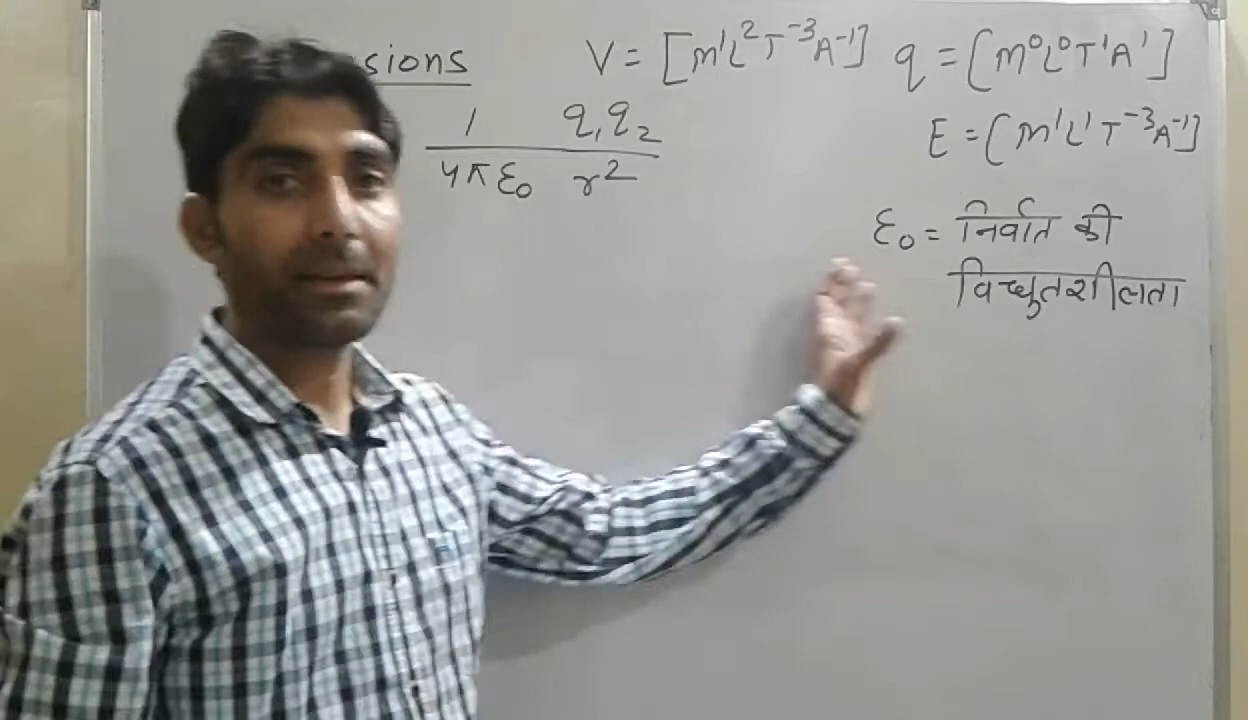 sions V = [M¹L²T⁻³A⁻¹] q = [M⁰L⁰T¹A¹]
1 q₁q₂
4πε₀ r²
E = [M¹L¹T⁻³A⁻¹]
ε₀ = निर्वात की
विद्युतशीलता